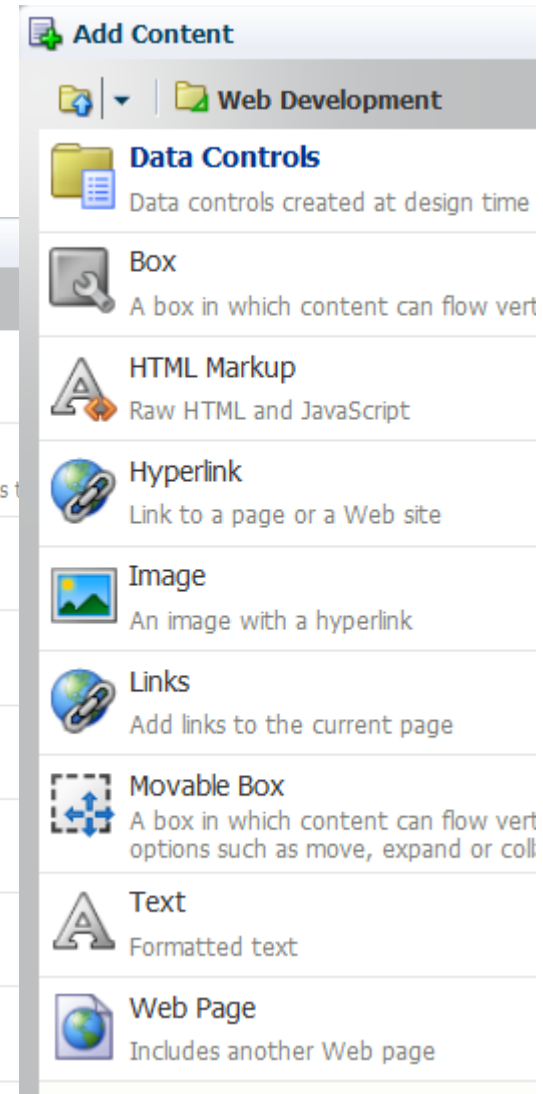 Add Content
Web Development
Data Controls
Data controls created at design time
Box
A box in which content can flow
HTML Markup
Raw HTML and JavaScript
Hyperlink
Link to a page or a Web site
Image
An image with a hyperlink
Links
Add links to the current page
Movable Box
A box in which content can flow
options such as move, expand or
Text
Formatted text
Web Page
Includes another Web page